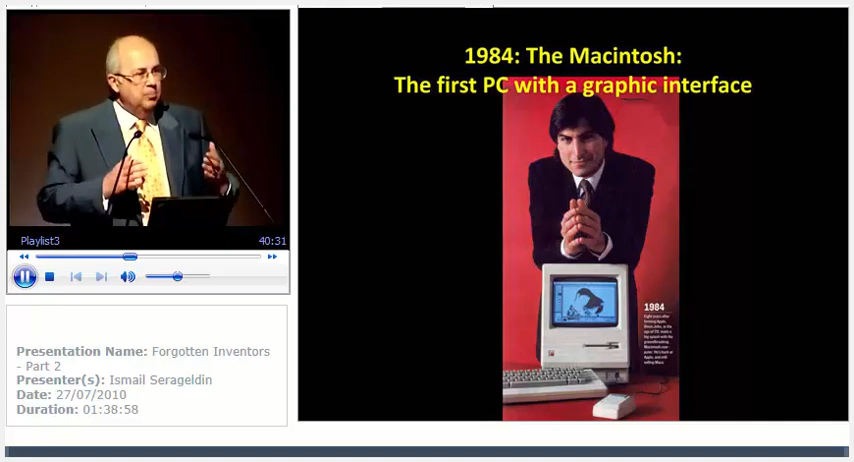 1984: The Macintosh:
The first PC with a graphic interface
Playlist3
40:31
1984
Presentation Name: Forgotten Inventors
- Part 2
Presenter(s): Ismail Serageldin
Date: 27/07/2010
Duration: 01:38:58